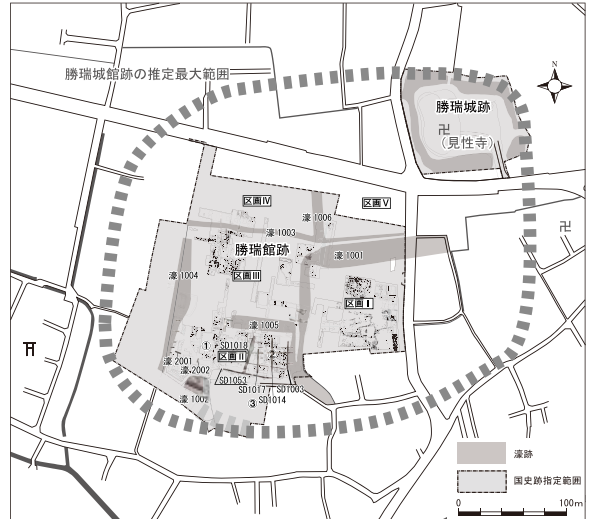 勝瑞城館跡の推定最大範囲
N
勝瑞城跡
卍
(見性寺)
区画Ⅳ
区画Ⅴ
濠1006
卍
濠1003
勝瑞館跡
濠1001
濠1004
区画Ⅲ
区画Ⅰ
濠1005
①
SD1018
区画Ⅱ
②
濠2001
濠2002
SD1053
SD1017
SD1003
濠1002
③
SD1014
濠跡
国史跡指定範囲
0
100m